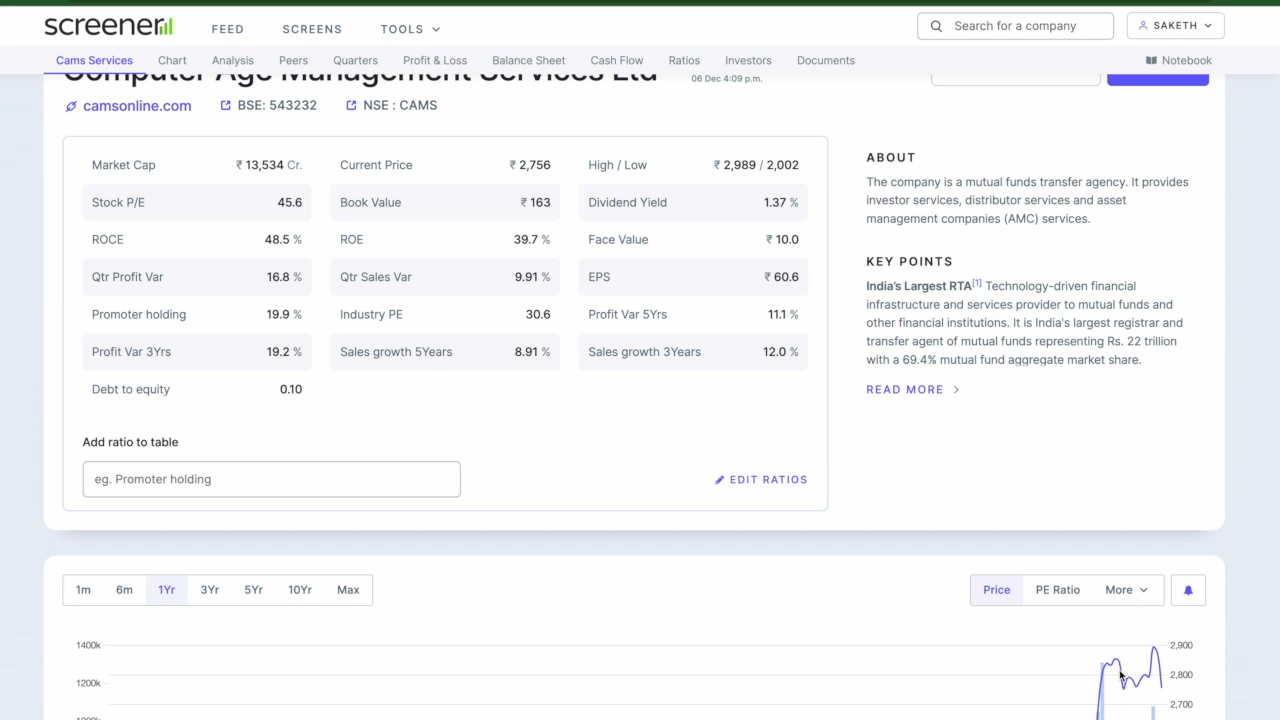 screener
FEED
SCREENS
TOOLS
Search for a company
SAKETH
Cams Services
Chart
Analysis
Peers
Quarters
Profit & Loss
Balance Sheet
Cash Flow
Ratios
Investors
Documents
Notebook
Computer Age Management Services Ltd
06 Dec 4:09 p.m.
camsonline.com
BSE: 543232
NSE : CAMS
Market Cap ₹ 13,534 Cr.
Current Price ₹ 2,756
High / Low ₹ 2,989 / 2,002
Stock P/E 45.6
Book Value ₹ 163
Dividend Yield 1.37 %
ROCE 48.5 %
ROE 39.7 %
Face Value ₹ 10.0
Qtr Profit Var 16.8 %
Qtr Sales Var 9.91 %
EPS ₹ 60.6
Promoter holding 19.9 %
Industry PE 30.6
Profit Var 5Yrs 11.1 %
Profit Var 3Yrs 19.2 %
Sales growth 5Years 8.91 %
Sales growth 3Years 12.0 %
Debt to equity 0.10
Add ratio to table
eg. Promoter holding
EDIT RATIOS
ABOUT
The company is a mutual funds transfer agency. It provides
investor services, distributor services and asset
management companies (AMC) services.
KEY POINTS
India's Largest RTA[1] Technology-driven financial
infrastructure and services provider to mutual funds and
other financial institutions. It is India's largest registrar and
transfer agent of mutual funds representing Rs. 22 trillion
with a 69.4% mutual fund aggregate market share.
READ MORE
1m
6m
1Yr
3Yr
5Yr
10Yr
Max
Price
PE Ratio
More
1400k
2,900
2,800
1200k
2,700